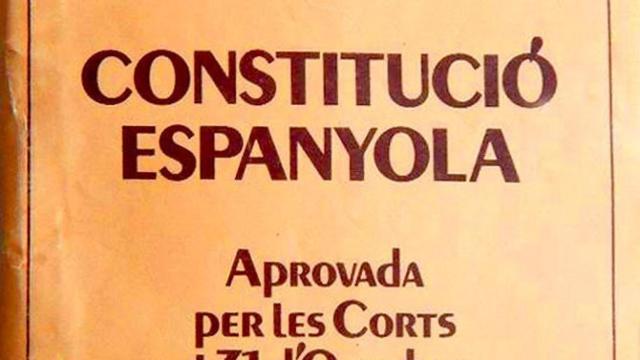 CONSTITUCIÓ
ESPANYOLA
APROVADA
PER LES CORTS